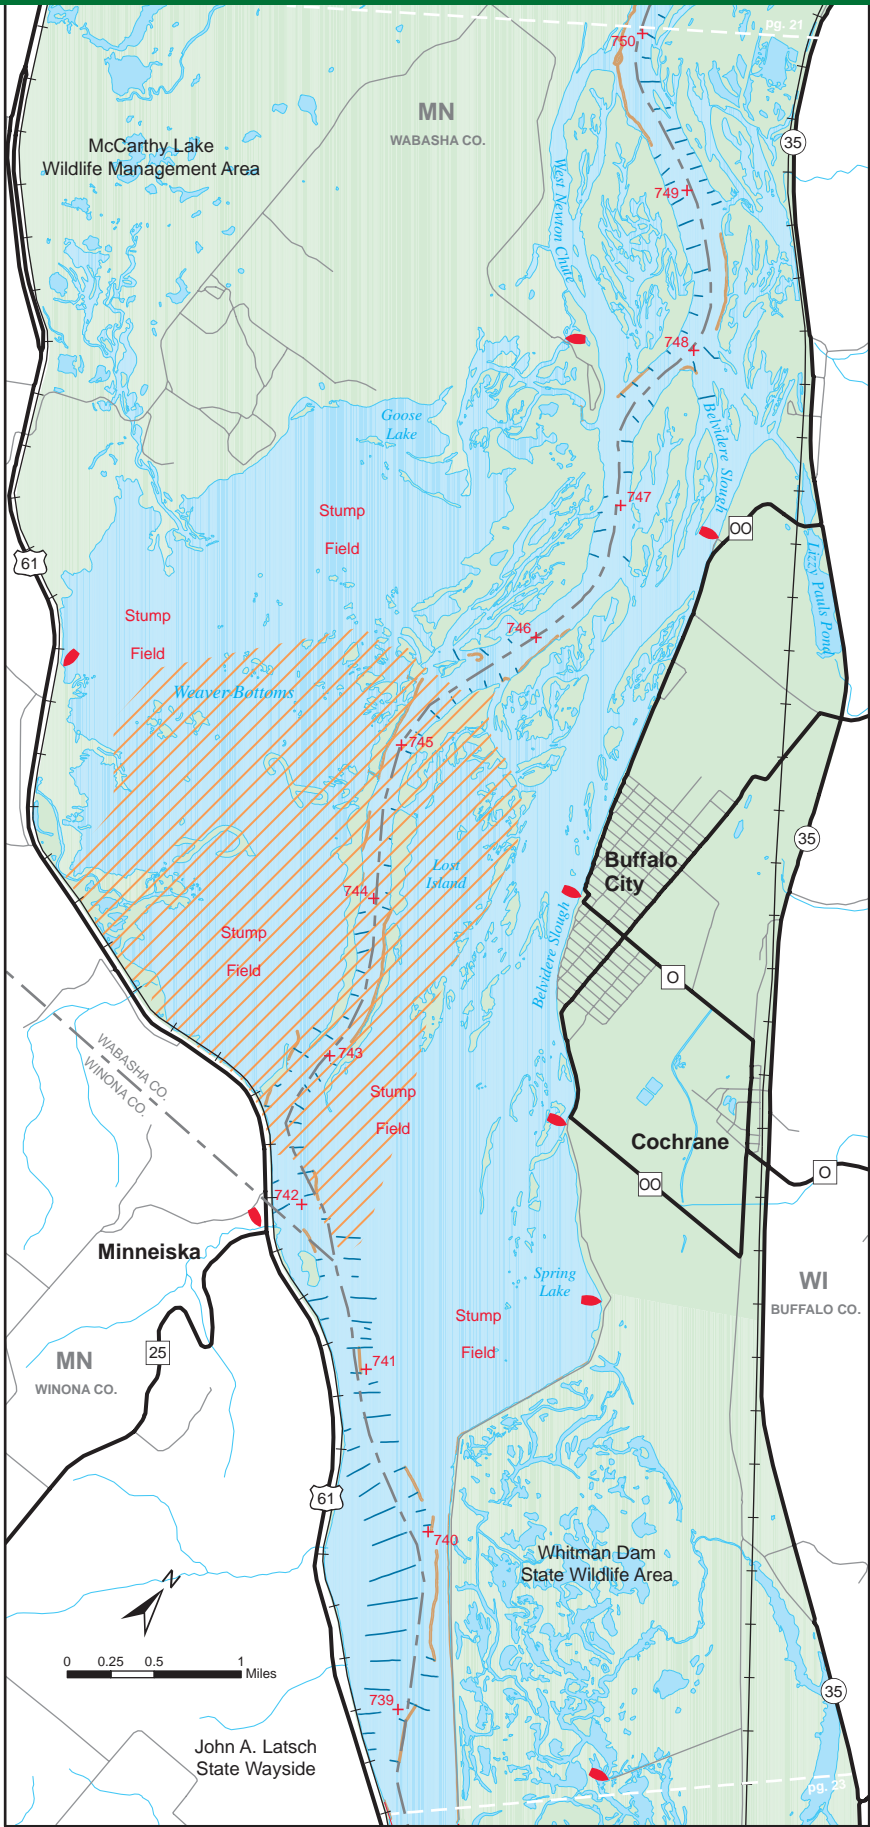 pg. 21
750
MN
WABASHA CO.
35
McCarthy Lake
Wildlife Management Area
West Newton Chute
749
748
Goose
Lake
Belvidere Slough
747
Stump
Field
OO
Lizzy Pauls Pond
61
Stump
Field
746
Weaver Bottoms
745
35
Buffalo
City
Lost
Island
744
Stump
Field
Belvidere Slough
O
743
WABASHA CO.
WINONA CO.
Stump
Field
Cochrane
O
OO
742
Minneiska
Spring
Lake
WI
BUFFALO CO.
Stump
Field
25
MN
WINONA CO.
741
61
740
Whitman Dam
State Wildlife Area
N
0 0.25 0.5 1
Miles
35
739
John A. Latsch
State Wayside
pg. 23